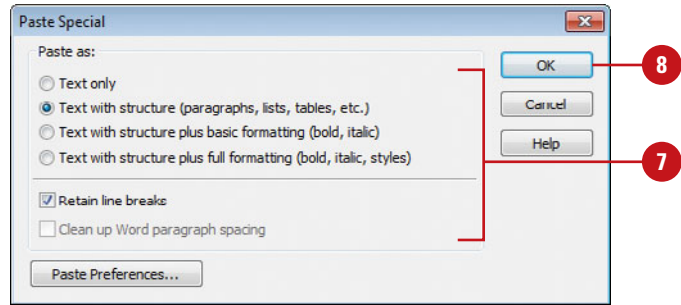 Paste Special
Paste as:
Text only
Text with structure (paragraphs, lists, tables, etc.)
Text with structure plus basic formatting (bold, italic)
Text with structure plus full formatting (bold, italic, styles)
Retain line breaks
Clean up Word paragraph spacing
Paste Preferences...
OK
Cancel
Help
8
7